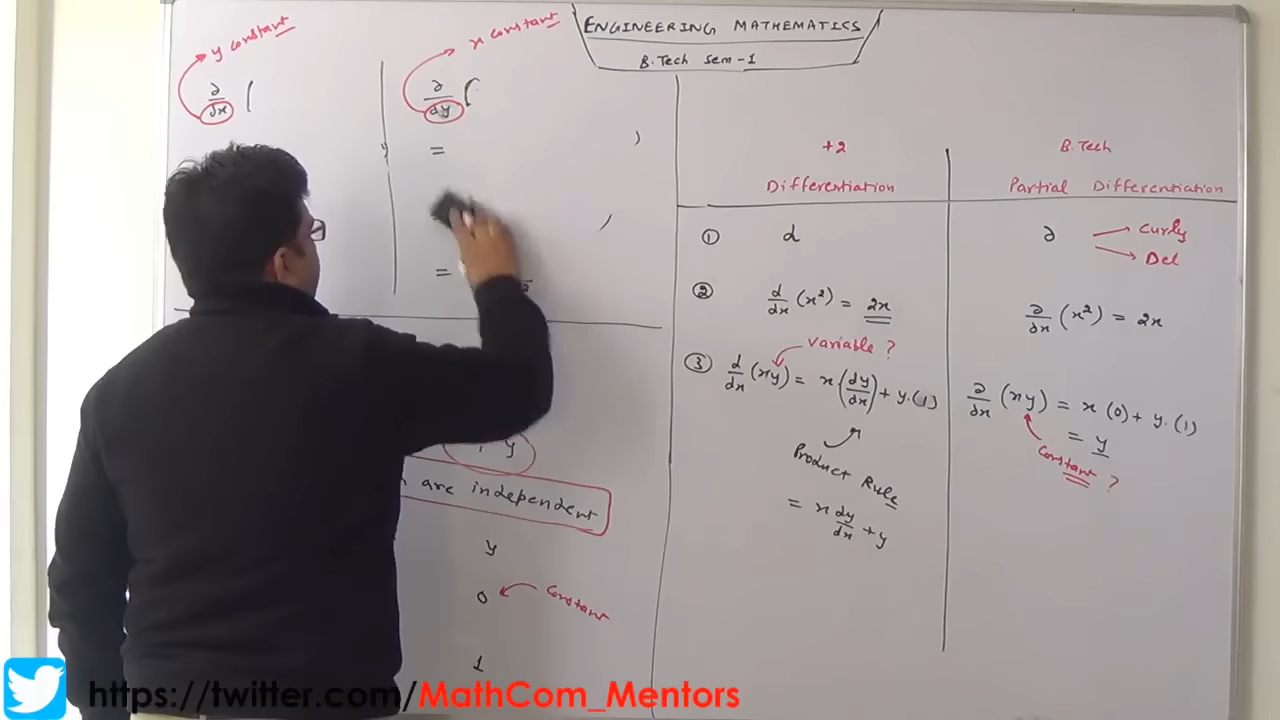 ENGINEERING MATHEMATICS
B.Tech Sem-1
y constant
∂/∂x (
x constant
∂/∂y (
=
=
, y
are independent
y
0
constant
1
+2
Differentiation
B.Tech
Partial Differentiation
① d
∂
Curly
Del
② d/dx (x²) = 2x
∂/∂x (x²) = 2x
variable ?
③ d/dx (xy) = x(dy/dx) + y.(1)
∂/∂x (xy) = x (0) + y.(1)
= y
Constant ?
Product Rule
= x dy/dx + y
https://twitter.com/MathCom_Mentors